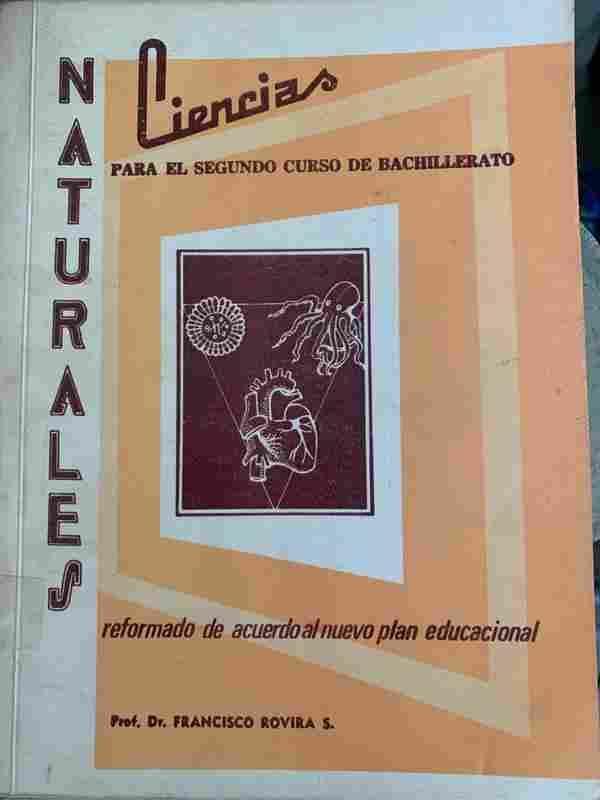 Ciencias
NATURALES
PARA EL SEGUNDO CURSO DE BACHILLERATO
reformado de acuerdo al nuevo plan educacional
Prof. Dr. FRANCISCO ROVIRA S.